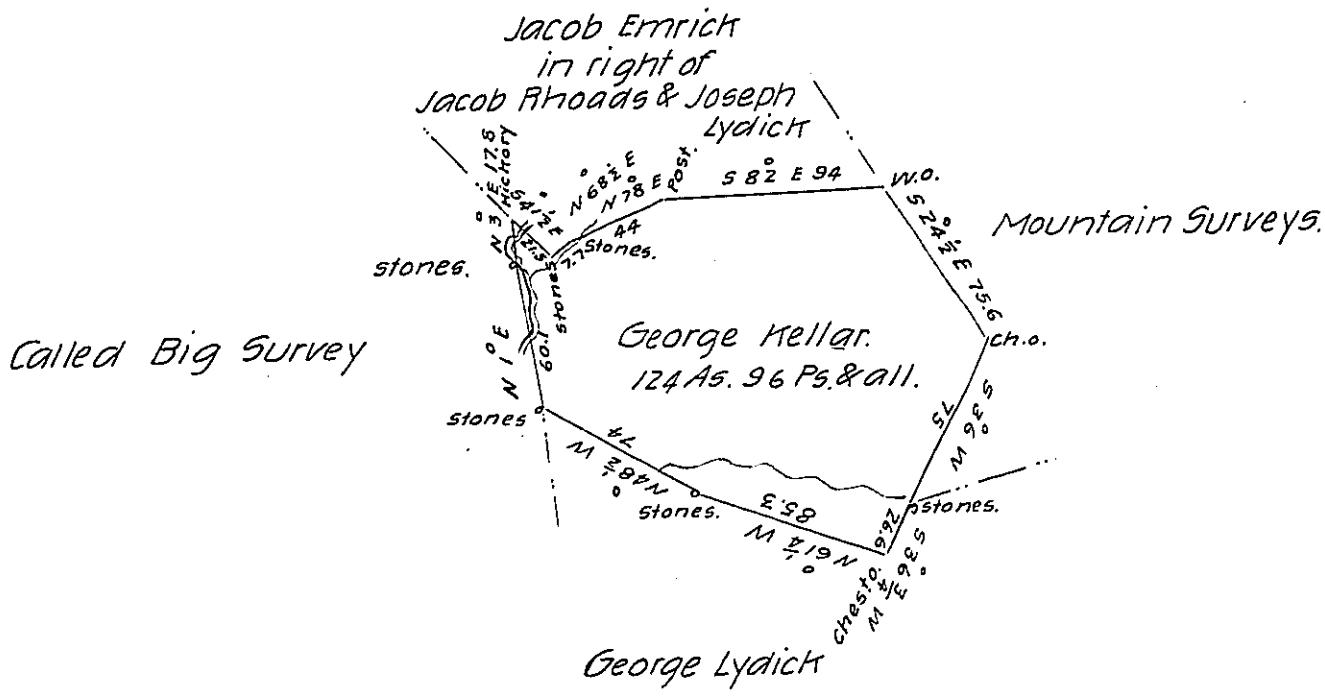 Jacob Emrick
in right of
Jacob Rhoads & Joseph
Lydick
N 3° E 17.8
Hickory
S 41½° E
21.5
N 68½° E
7.7
N 78° E
44
Post.
S 82° E 94
W.O.
S 24½° E 75.6
Mountain Surveys.
stones.
stones
Stones.
Called Big Survey
N 1° E
60.1
George Kellar.
124 As. 96 Ps. & all.
Ch.O.
75
S 36° W
stones
74
N 48½° W
Stones.
85.3
N 61¼° W
stones.
26.6
S 36¾° W
Chest.O.
George Lydick